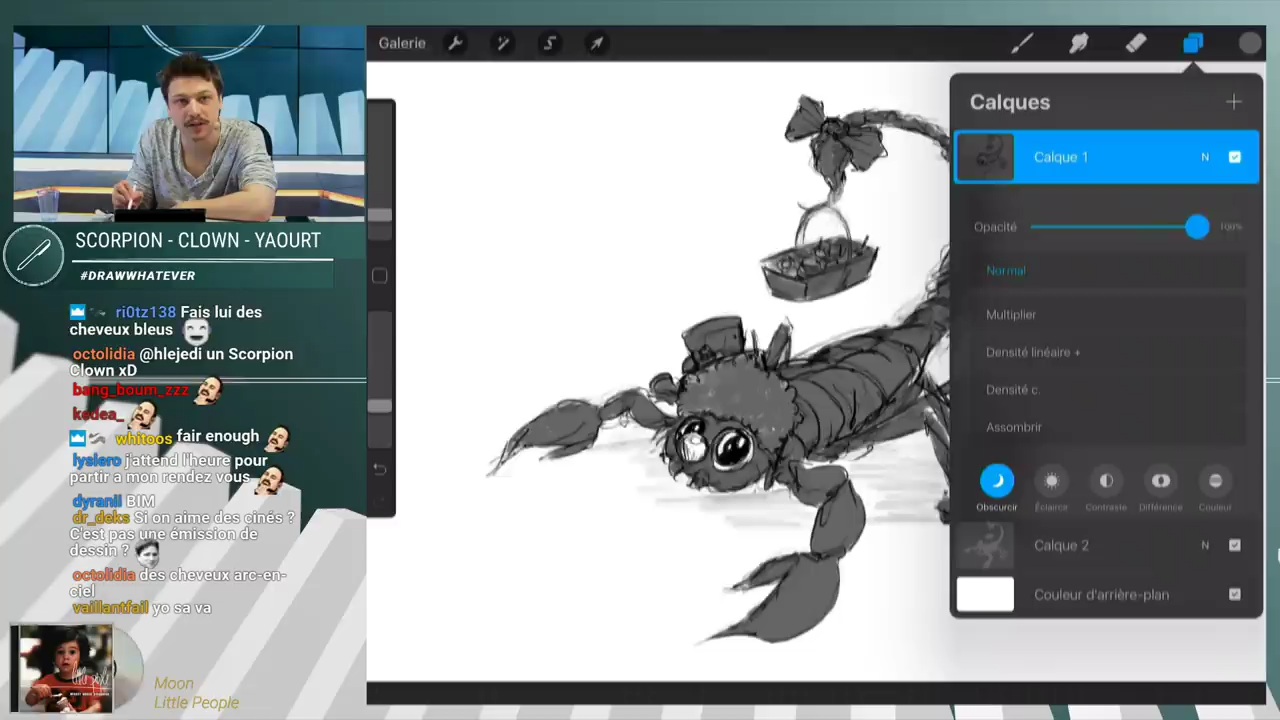 Galerie
Calques
Calque 1
N
Opacité
100%
Normal
Multiplier
Densité linéaire +
Densité c.
Assombrir
Obscurcir
Éclaircir
Contraste
Différence
Couleur
Calque 2
N
Couleur d'arrière-plan
SCORPION - CLOWN - YAOURT
#DRAWWHATEVER
ri0tz138 Fais lui des
cheveux bleus
octolidia @hlejedi un Scorpion
Clown xD
bang_boum_zzz
kedea_
whitoos fair enough
lyslero j'attend l'heure pour
partir a mon rendez vous
dyranii BIM
dr_deks Si on aime des cinés ?
C'est pas une émission de
dessin ?
octolidia des cheveux arc-en-
ciel
vaillantfail yo sa va
Moon
Little People